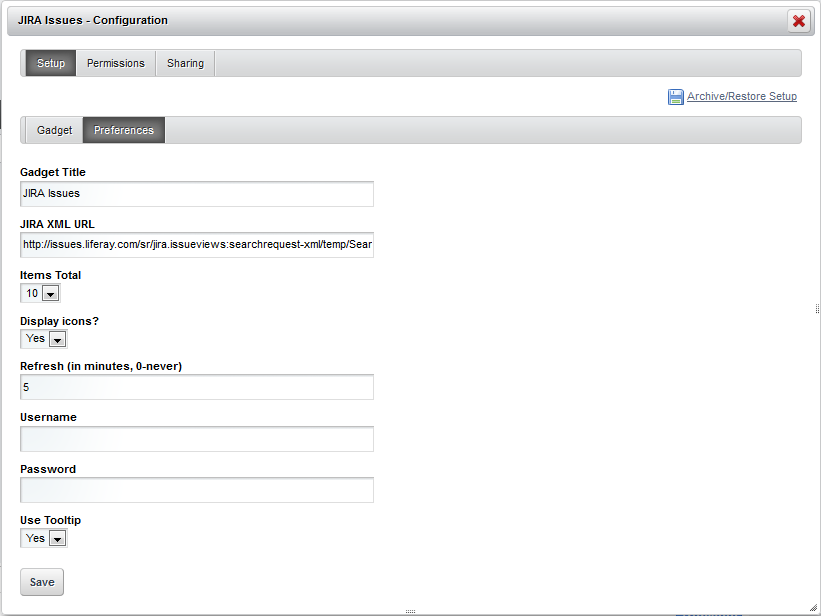 JIRA Issues - Configuration
Setup Permissions Sharing
Archive/Restore Setup
Gadget Preferences
Gadget Title
JIRA Issues
JIRA XML URL
http://issues.liferay.com/sr/jira.issueviews:searchrequest-xml/temp/Sear
Items Total
10
Display icons?
Yes
Refresh (in minutes, 0-never)
5
Username
Password
Use Tooltip
Yes
Save